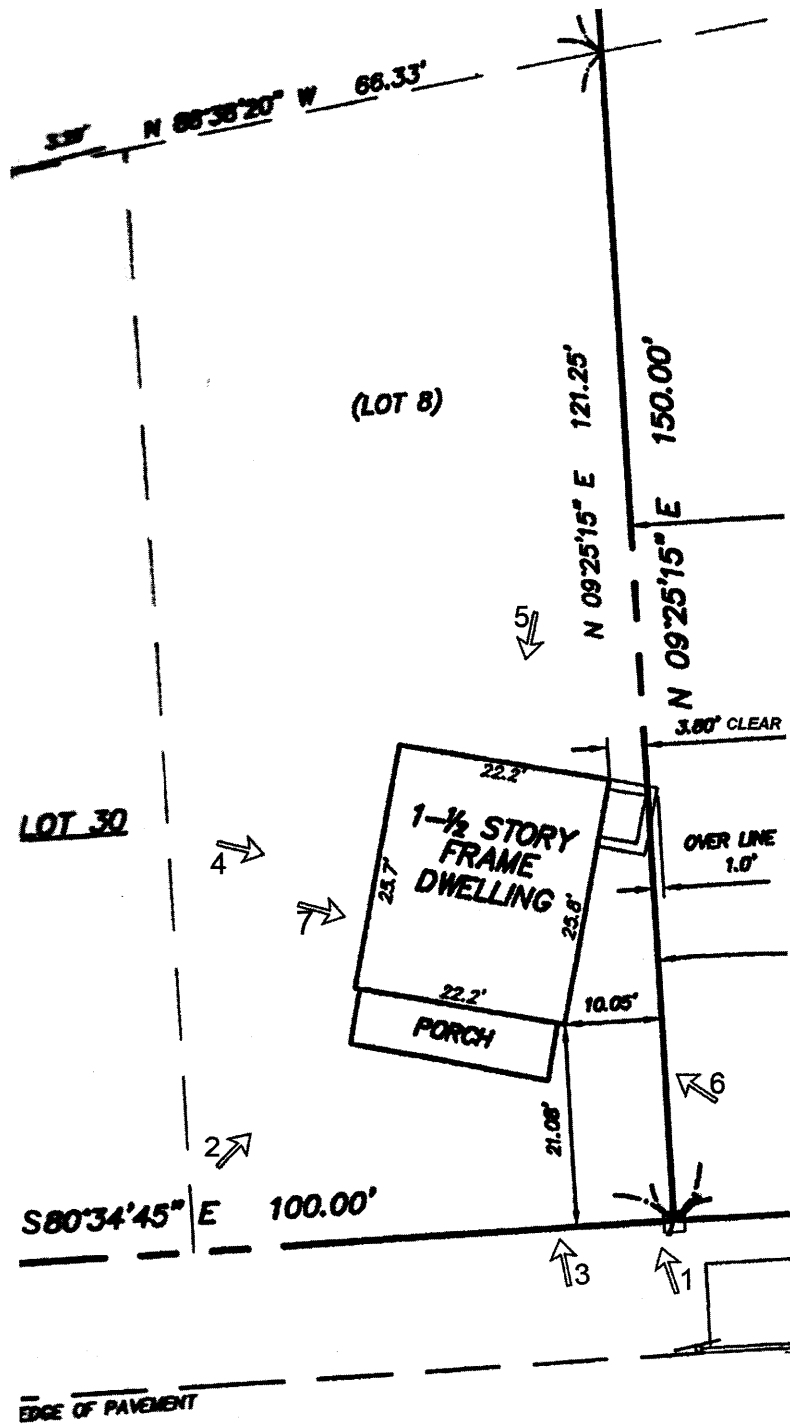 N 88°38'20" W 66.33'
3.39'
(LOT 8)
N 09°25'15" E 121.25'
N 09°25'15" E 150.00'
5
3.80' CLEAR
22.2'
1-½ STORY
FRAME
DWELLING
LOT 30
4
25.7'
7
25.8'
OVER LINE
1.0'
22.2'
10.05'
PORCH
6
21.08'
2
S80°34'45" E 100.00'
3
1
EDGE OF PAVEMENT